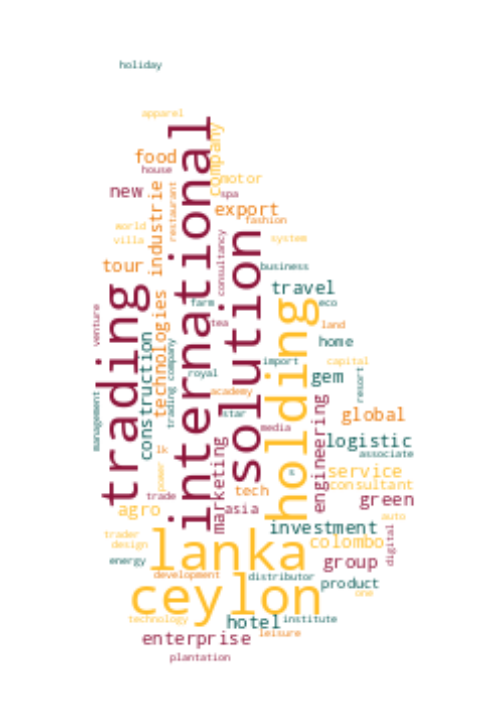 holiday
apparel
food
house
company
international
new
motor
spa
restaurant
industrie
export
fashion
world
villa
system
consultancy
solution
tour
business
travel
trading
holding
farm
eco
technologies
venture
tea
land
construction
trading company
home
import
capital
royal
gem
resort
academy
management
star
global
media
engineering
logistic
marketing
lk
associate
power
s
service
tech
consultant
trade
green
agro
asia
auto
investment
digital
trader
design
lanka
colombo
energy
group
development
distributor
product
ceylon
one
technology
hotel
institute
enterprise
leisure
plantation